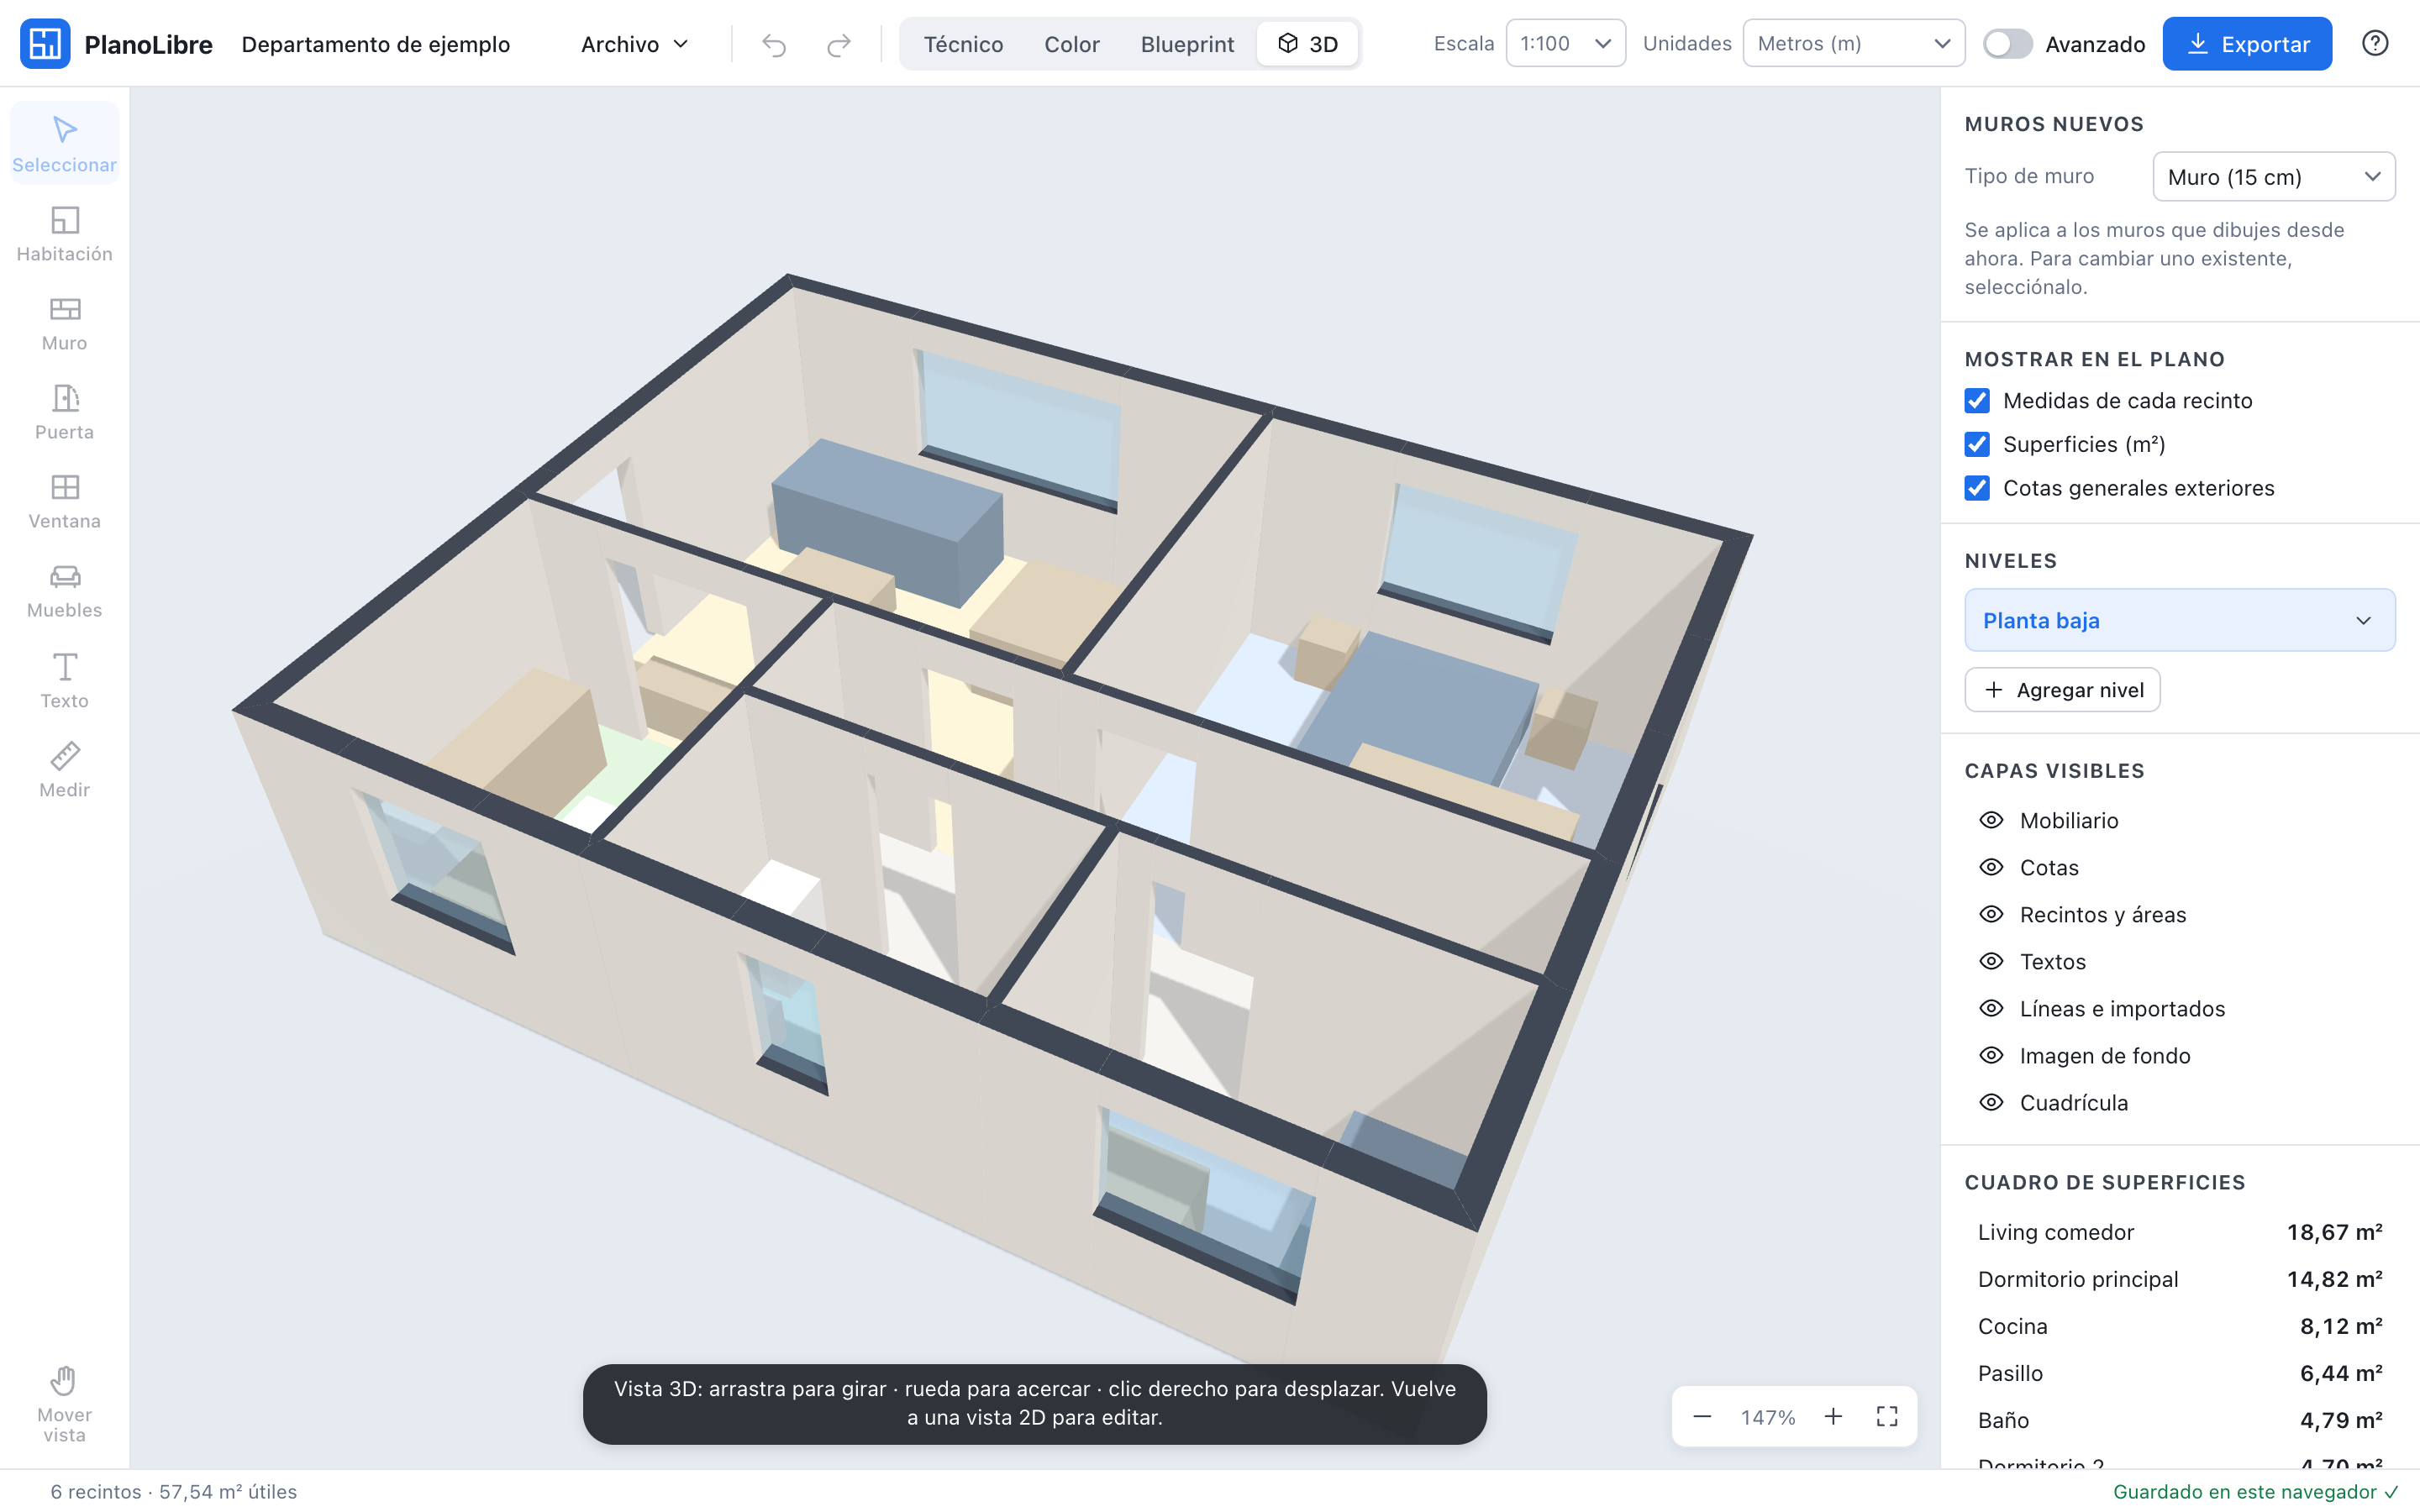 PlanoLibre
Departamento de ejemplo
Archivo
Técnico
Color
Blueprint
3D
Escala
1:100
Unidades
Metros (m)
Avanzado
Exportar
Seleccionar
Habitación
Muro
Puerta
Ventana
Muebles
Texto
Medir
Mover
vista
MUROS NUEVOS
Tipo de muro
Muro (15 cm)
Se aplica a los muros que dibujes desde
ahora. Para cambiar uno existente,
selecciónalo.
MOSTRAR EN EL PLANO
Medidas de cada recinto
Superficies (m²)
Cotas generales exteriores
NIVELES
Planta baja
Agregar nivel
CAPAS VISIBLES
Mobiliario
Cotas
Recintos y áreas
Textos
Líneas e importados
Imagen de fondo
Cuadrícula
CUADRO DE SUPERFICIES
Living comedor 18,67 m²
Dormitorio principal 14,82 m²
Cocina 8,12 m²
Pasillo 6,44 m²
Baño 4,79 m²
Dormitorio 2 4,70 m²
Vista 3D: arrastra para girar · rueda para acercar · clic derecho para desplazar. Vuelve
a una vista 2D para editar.
147%
6 recintos · 57,54 m² útiles
Guardado en este navegador ✓